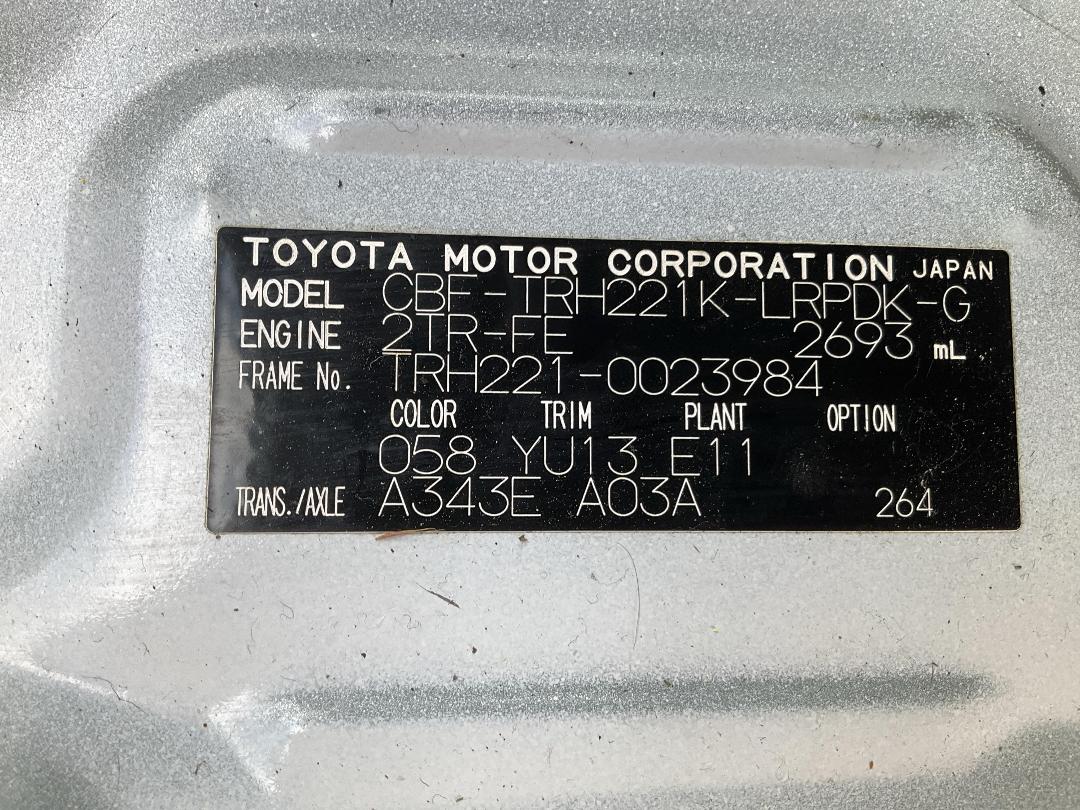 TOYOTA MOTOR CORPORATION JAPAN
MODEL CBF-TRH221K-LRPDK-G
ENGINE 2TR-FE 2693 mL
FRAME No. TRH221-0023984
COLOR TRIM PLANT OPTION
058 YU13 E11
TRANS./AXLE A343E A03A 264